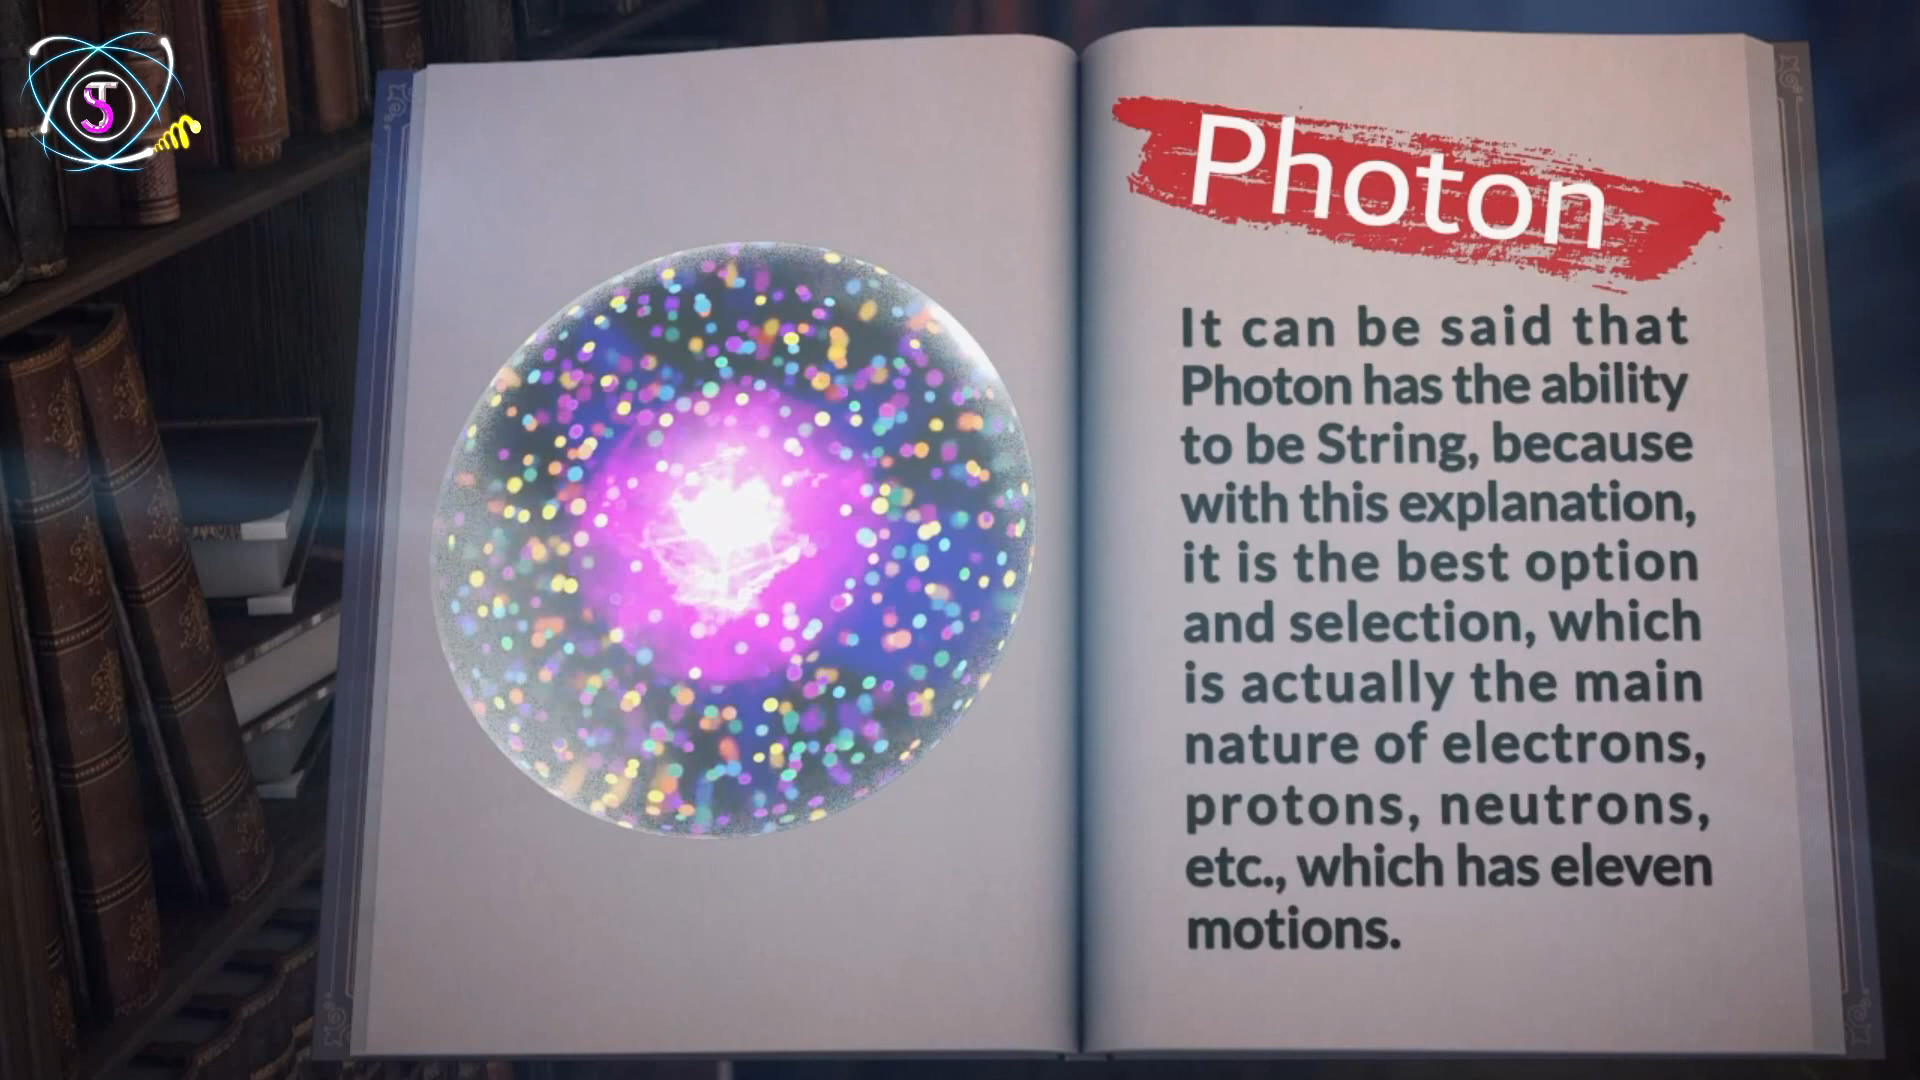 Photon
It can be said that
Photon has the ability
to be String, because
with this explanation,
it is the best option
and selection, which
is actually the main
nature of electrons,
protons, neutrons,
etc., which has eleven
motions.